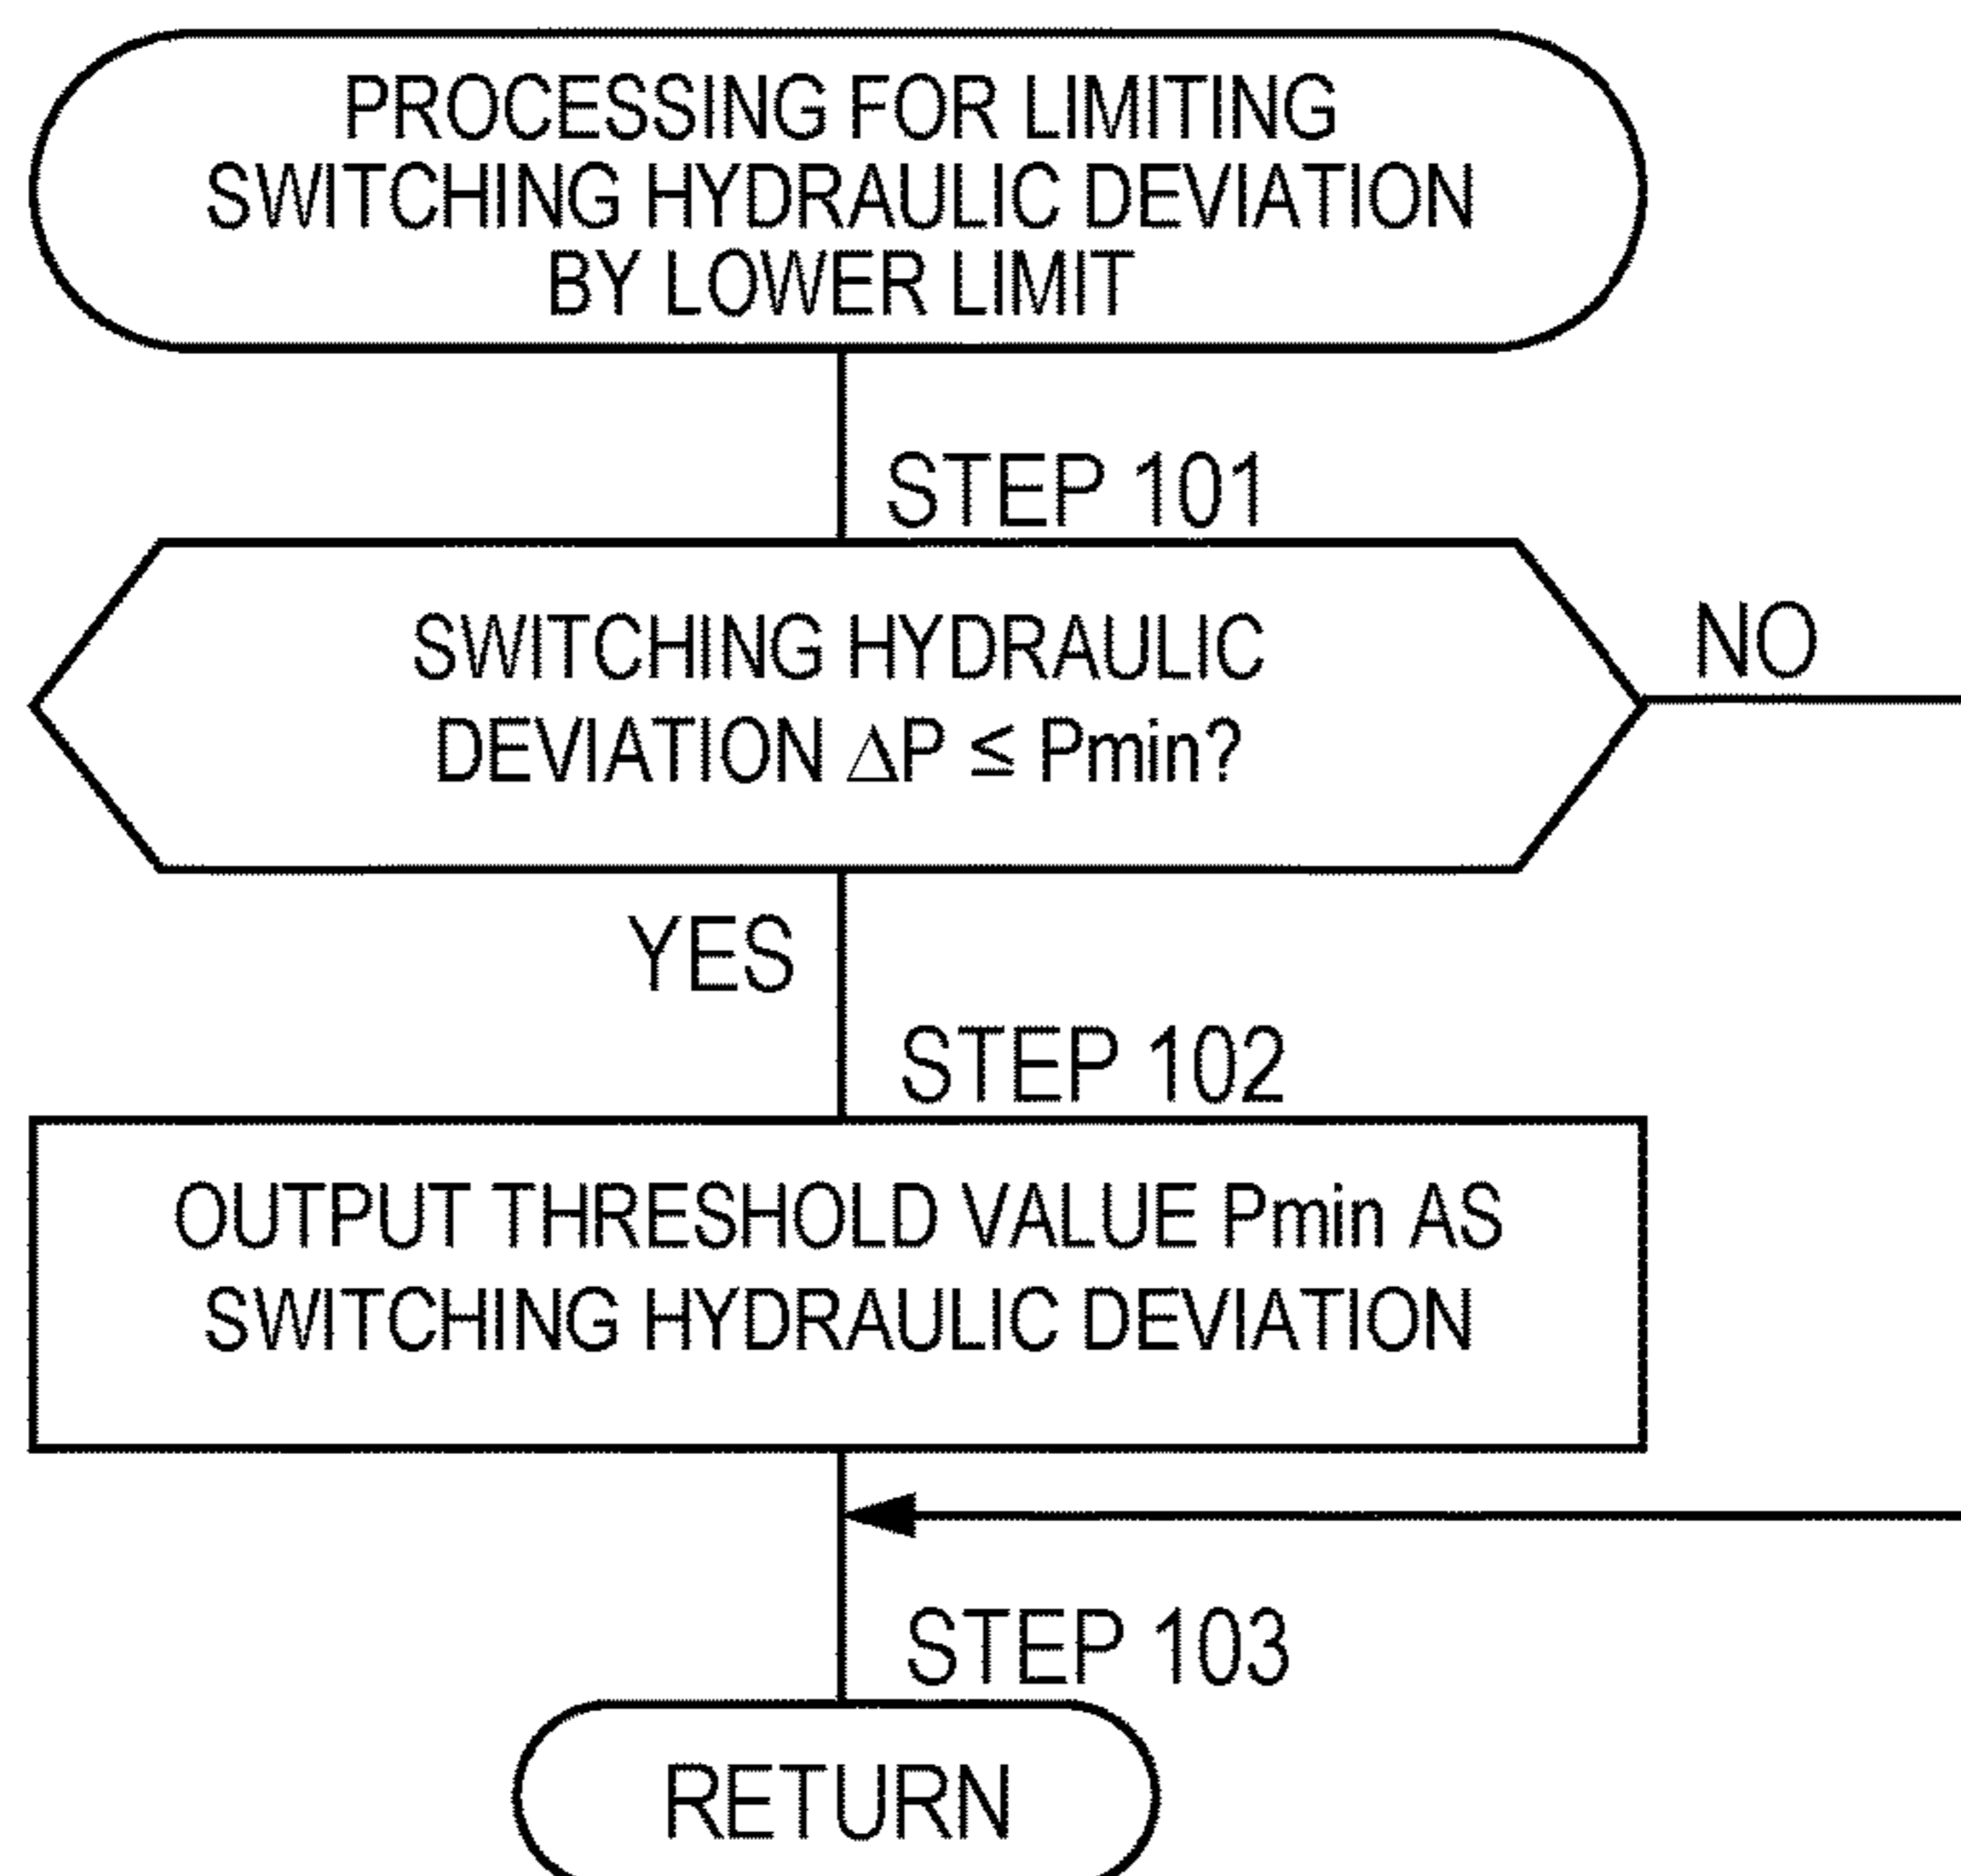 PROCESSING FOR LIMITING
SWITCHING HYDRAULIC DEVIATION
BY LOWER LIMIT
STEP 101
SWITCHING HYDRAULIC
DEVIATION ΔP ≤ Pmin?
NO
YES
STEP 102
OUTPUT THRESHOLD VALUE Pmin AS
SWITCHING HYDRAULIC DEVIATION
STEP 103
RETURN